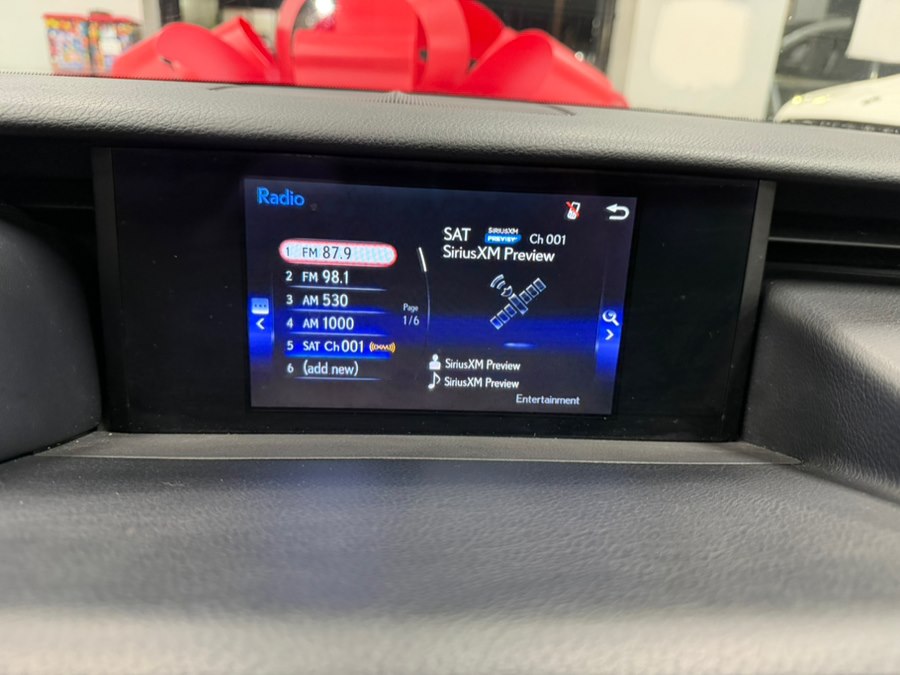 Radio
1 FM 87.9
2 FM 98.1
3 AM 530
4 AM 1000
5 SAT Ch 001
6 (add new)
Page
1/6
SAT SIRIUSXM PREVIEW Ch 001
SiriusXM Preview
SiriusXM Preview
SiriusXM Preview
Entertainment